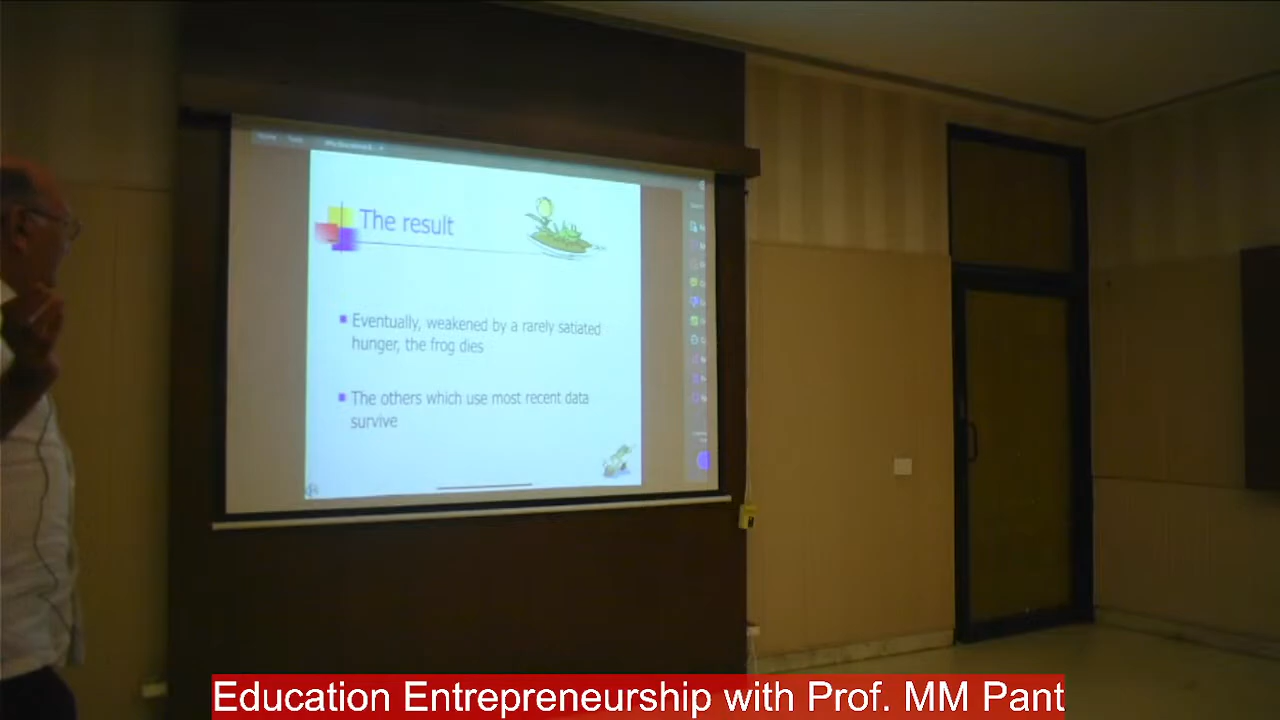 The result
Eventually, weakened by a rarely satiated
hunger, the frog dies
The others which use most recent data
survive
Education Entrepreneurship with Prof. MM Pant